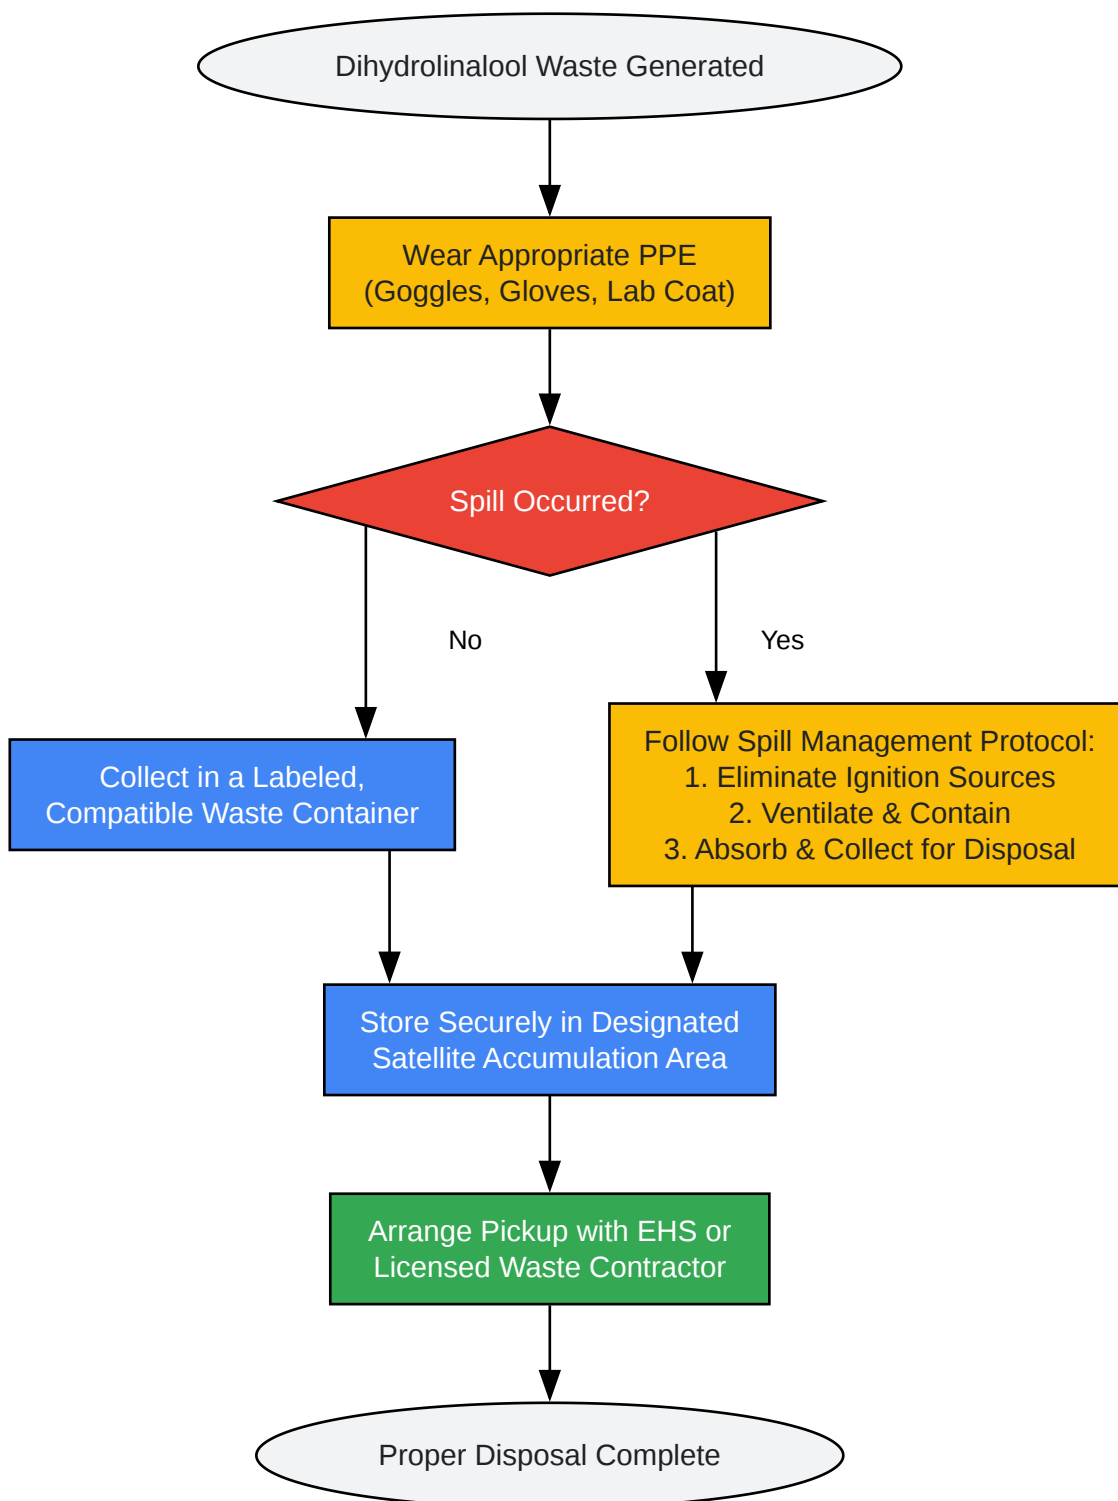 Dihydrolinalool Waste Generated
Wear Appropriate PPE
(Goggles, Gloves, Lab Coat)
Spill Occurred?
No
Yes
Collect in a Labeled,
Compatible Waste Container
Follow Spill Management Protocol:
1. Eliminate Ignition Sources
2. Ventilate & Contain
3. Absorb & Collect for Disposal
Store Securely in Designated
Satellite Accumulation Area
Arrange Pickup with EHS or
Licensed Waste Contractor
Proper Disposal Complete